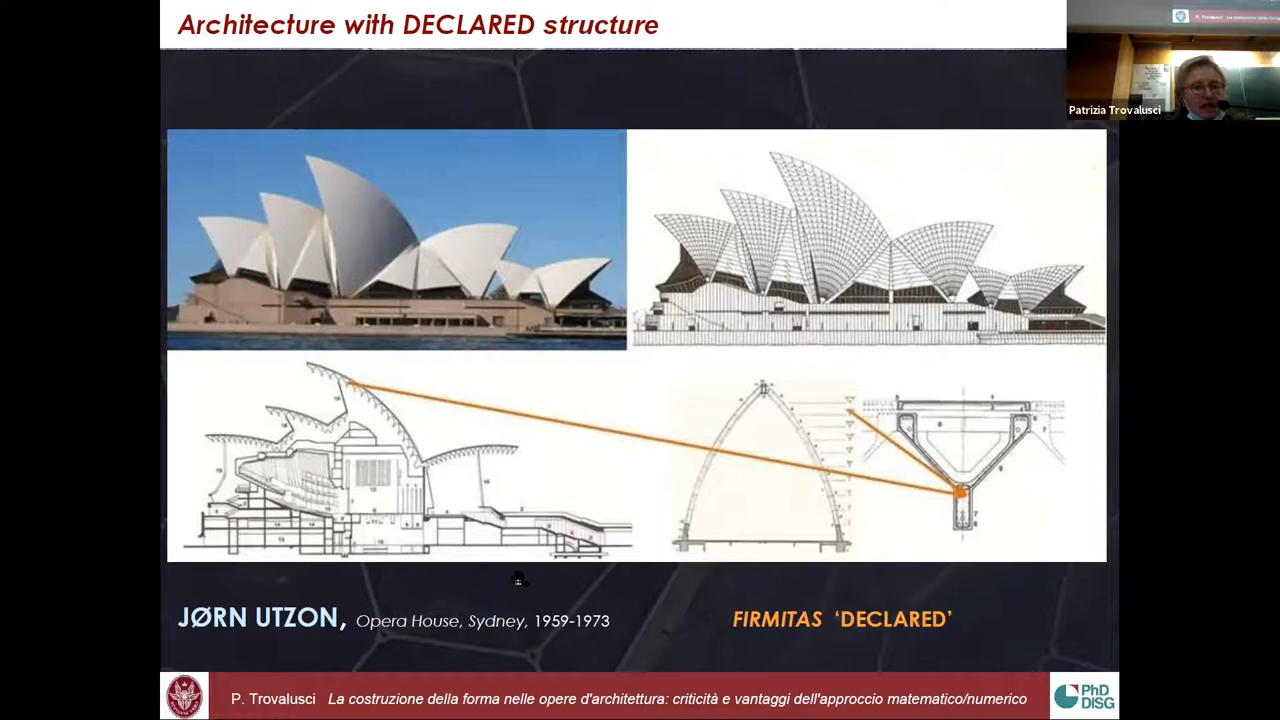 Architecture with DECLARED structure
Patrizia Trovalusci
JØRN UTZON, Opera House, Sydney, 1959-1973
FIRMITAS ‘DECLARED’
P. Trovalusci La costruzione della forma nelle opere d'architettura: criticità e vantaggi dell'approccio matematico/numerico
PhD
DISG